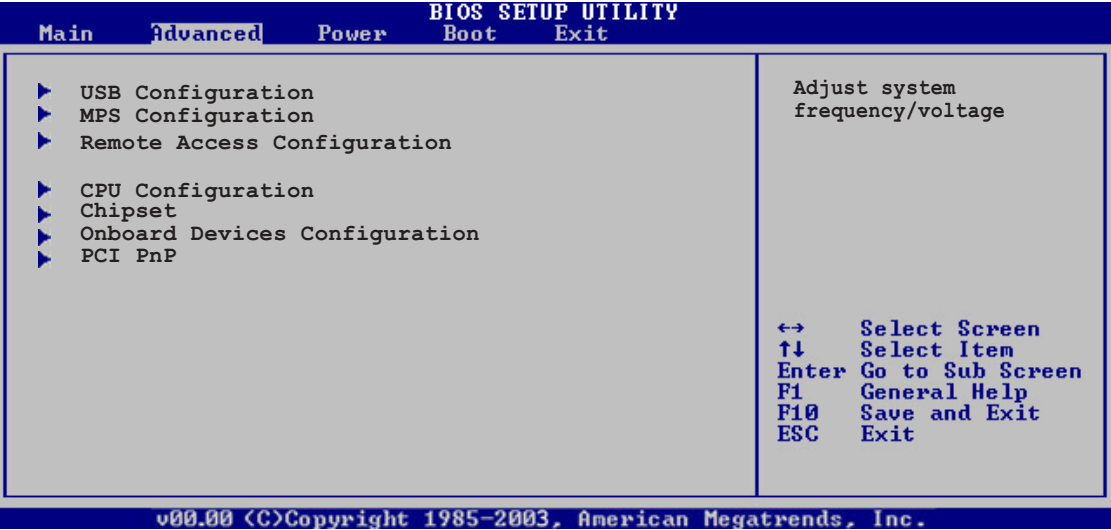 BIOS SETUP UTILITY
Main Advanced Power Boot Exit
USB Configuration
MPS Configuration
Remote Access Configuration
CPU Configuration
Chipset
Onboard Devices Configuration
PCI PnP
Adjust system
frequency/voltage
←→ Select Screen
↑↓ Select Item
Enter Go to Sub Screen
F1 General Help
F10 Save and Exit
ESC Exit
v00.00 (C)Copyright 1985-2003, American Megatrends, Inc.